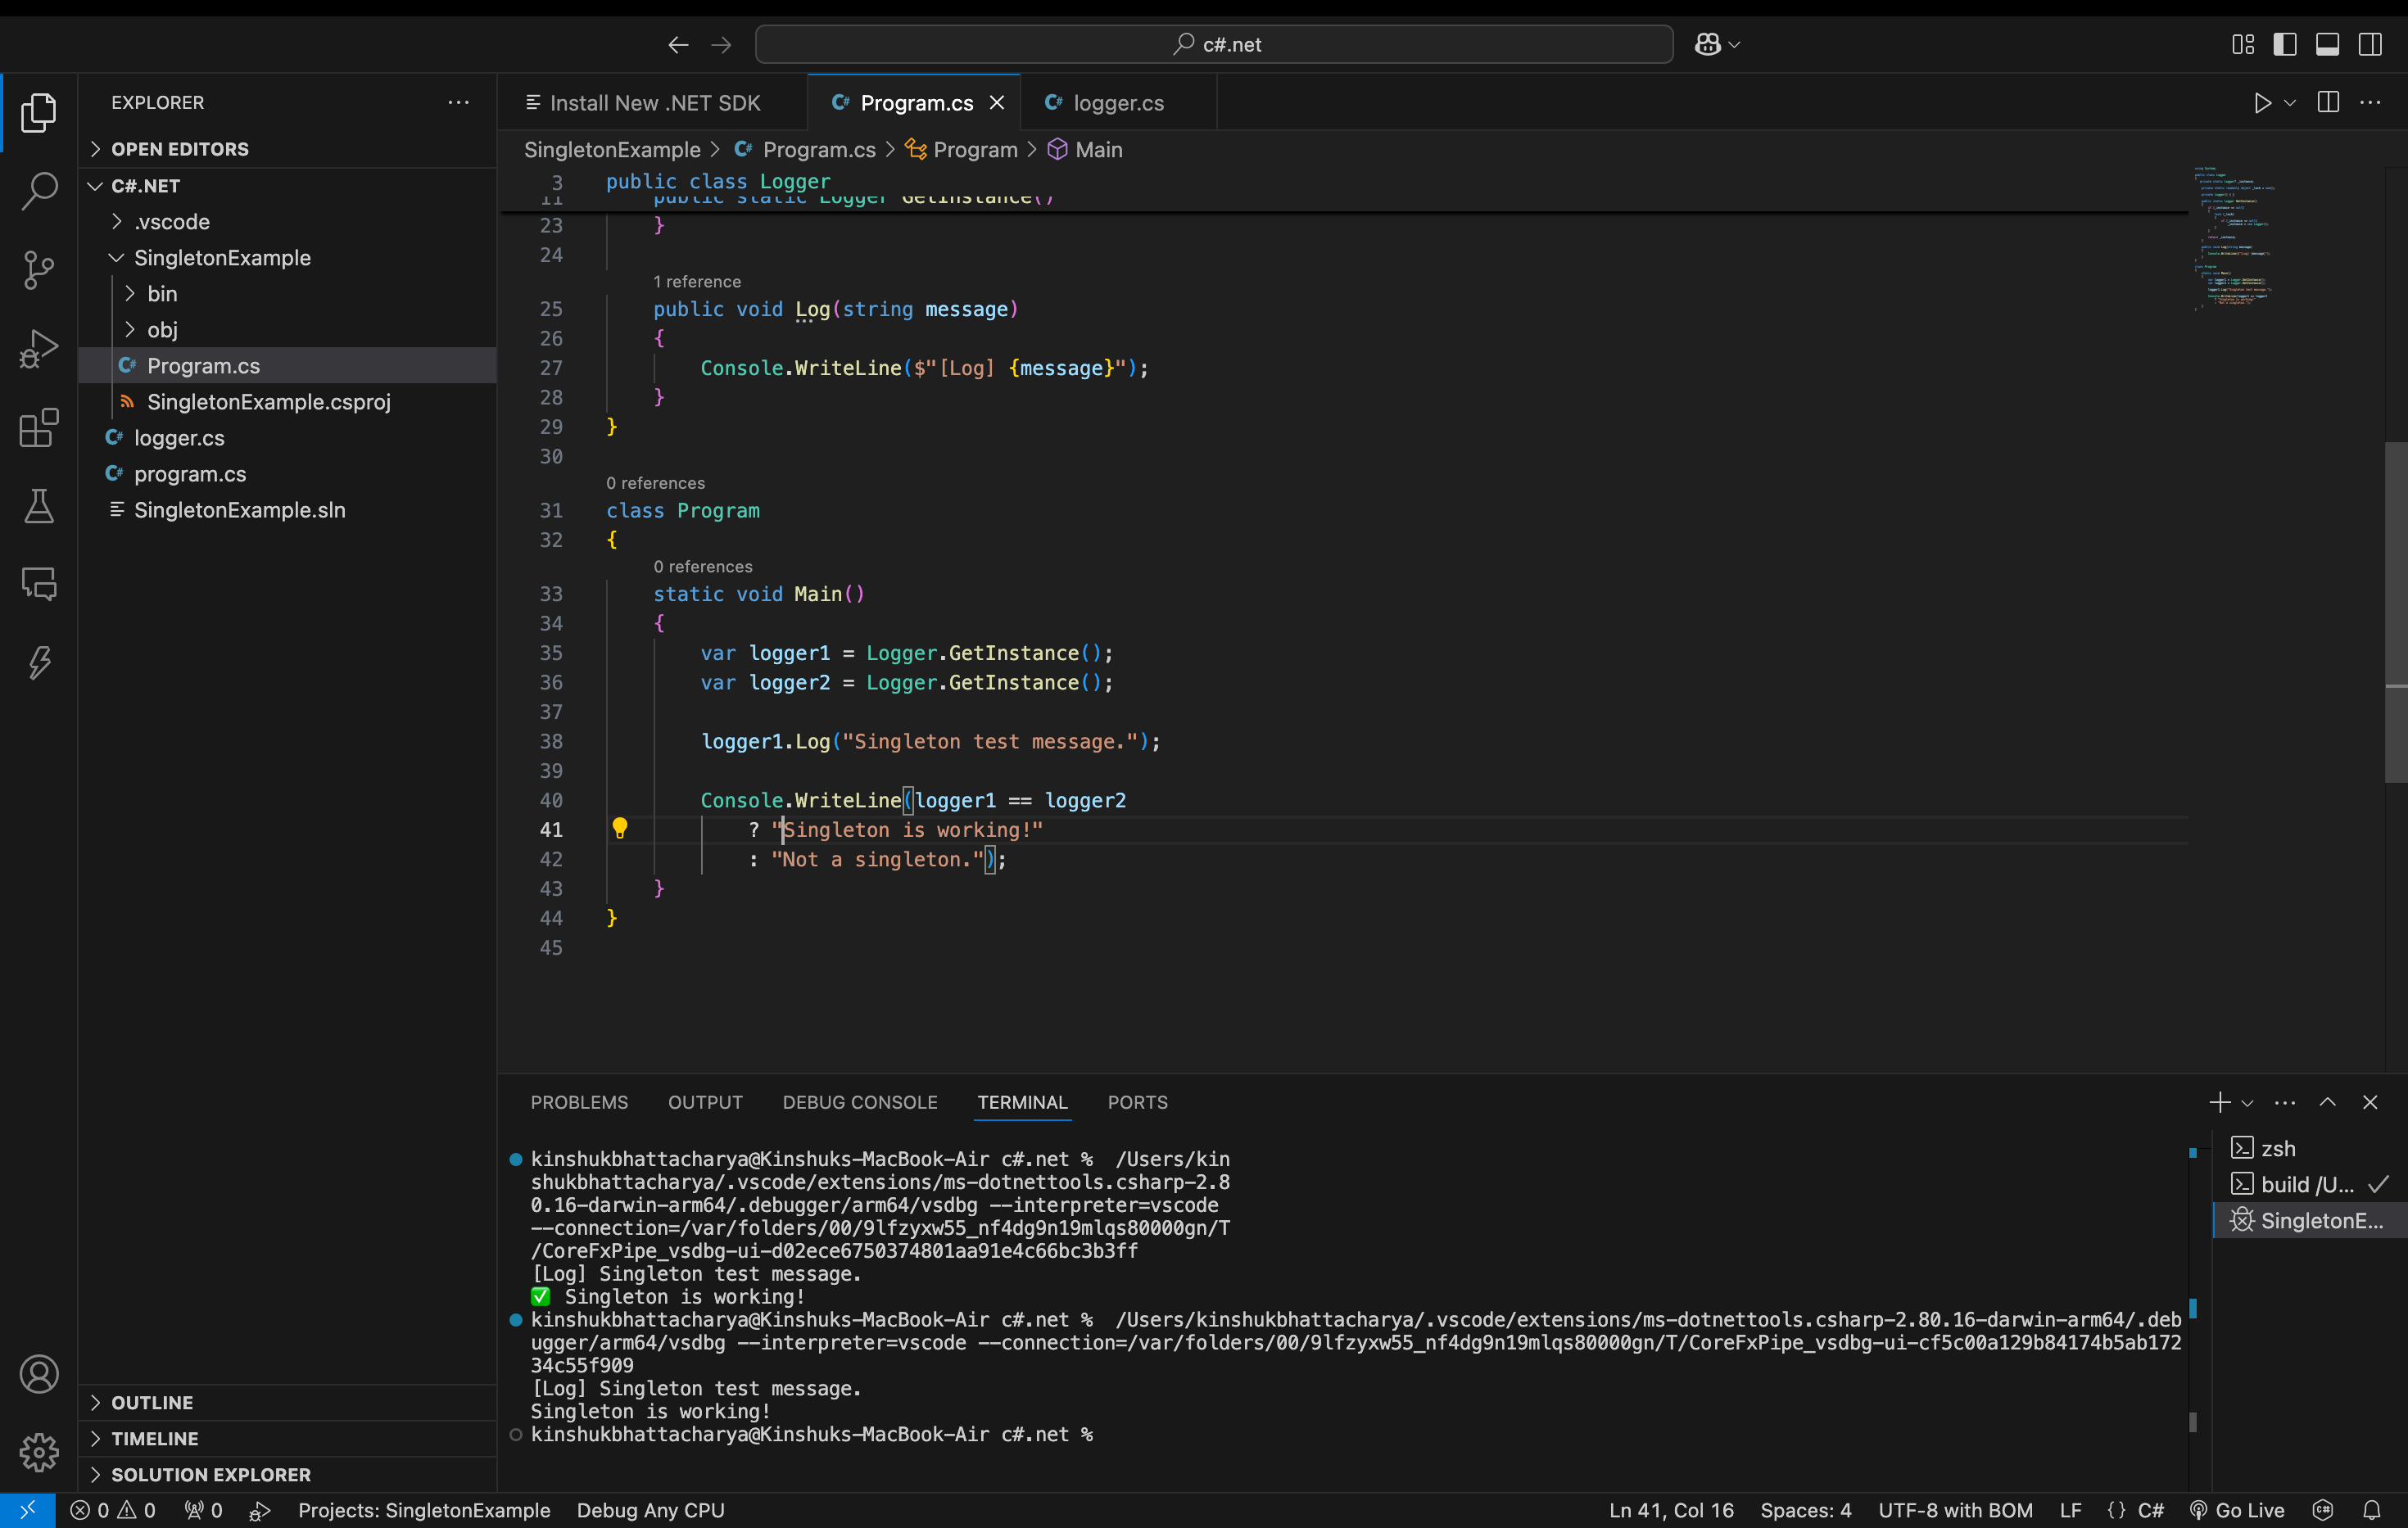 c#.net
EXPLORER
OPEN EDITORS
C#.NET
.vscode
SingletonExample
bin
obj
Program.cs
SingletonExample.csproj
logger.cs
program.cs
SingletonExample.sln
OUTLINE
TIMELINE
SOLUTION EXPLORER
Install New .NET SDK
Program.cs
logger.cs
SingletonExample > Program.cs > Program > Main
3 public class Logger
11 public static Logger GetInstance()
23 }
24
1 reference
25 public void Log(string message)
26 {
27 Console.WriteLine($"[Log] {message}");
28 }
29 }
30
0 references
31 class Program
32 {
0 references
33 static void Main()
34 {
35 var logger1 = Logger.GetInstance();
36 var logger2 = Logger.GetInstance();
37
38 logger1.Log("Singleton test message.");
39
40 Console.WriteLine(logger1 == logger2
41 ? "Singleton is working!"
42 : "Not a singleton.");
43 }
44 }
45
PROBLEMS OUTPUT DEBUG CONSOLE TERMINAL PORTS
kinshukbhattacharya@Kinshuks-MacBook-Air c#.net % /Users/kin
shukbhattacharya/.vscode/extensions/ms-dotnettools.csharp-2.8
0.16-darwin-arm64/.debugger/arm64/vsdbg --interpreter=vscode
--connection=/var/folders/00/9lfzyxw55_nf4dg9n19mlqs80000gn/T
/CoreFxPipe_vsdbg-ui-d02ece6750374801aa91e4c66bc3b3ff
[Log] Singleton test message.
✅ Singleton is working!
kinshukbhattacharya@Kinshuks-MacBook-Air c#.net % /Users/kinshukbhattacharya/.vscode/extensions/ms-dotnettools.csharp-2.80.16-darwin-arm64/.deb
ugger/arm64/vsdbg --interpreter=vscode --connection=/var/folders/00/9lfzyxw55_nf4dg9n19mlqs80000gn/T/CoreFxPipe_vsdbg-ui-cf5c00a129b84174b5ab172
34c55f909
[Log] Singleton test message.
Singleton is working!
kinshukbhattacharya@Kinshuks-MacBook-Air c#.net %
zsh
build /U...
SingletonE...
0 0 0 Projects: SingletonExample Debug Any CPU Ln 41, Col 16 Spaces: 4 UTF-8 with BOM LF {} C# Go Live